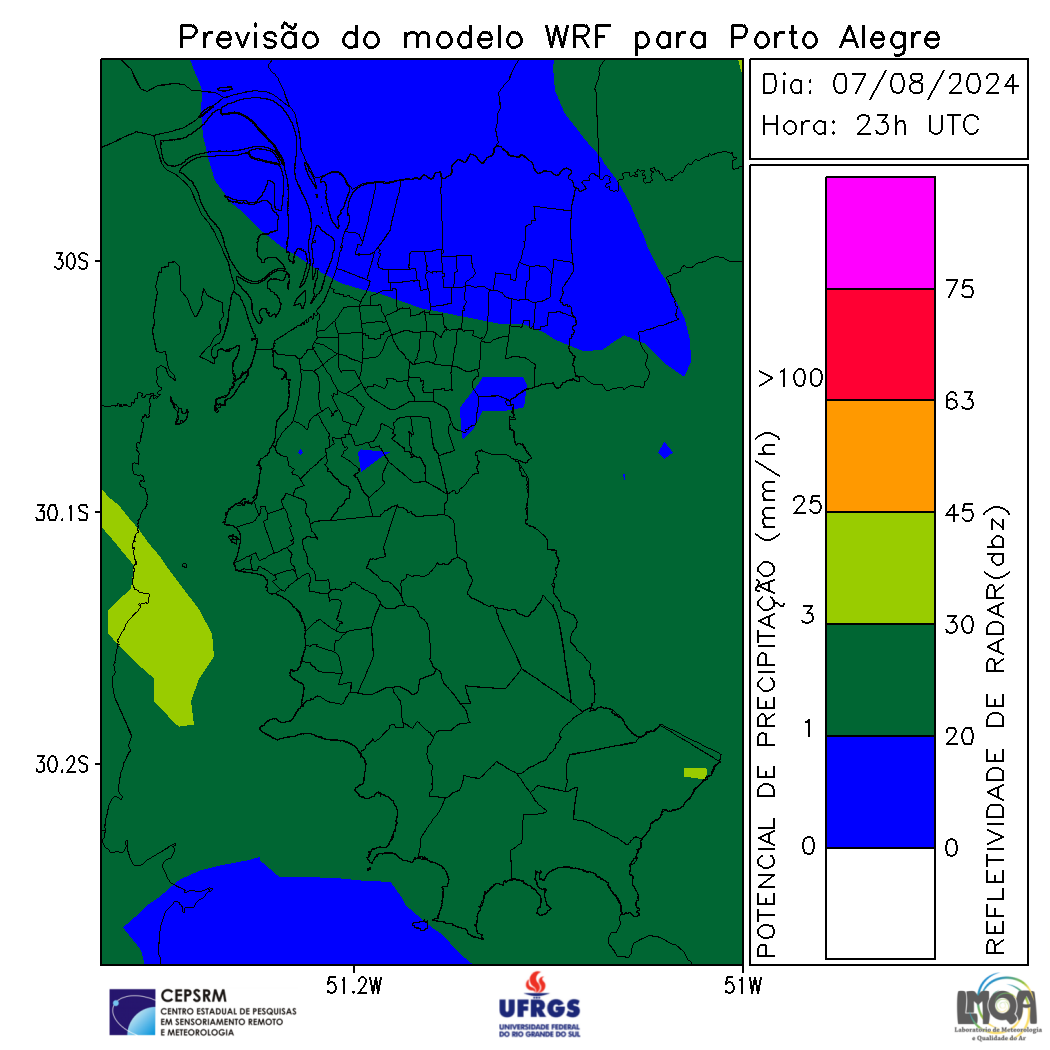 Previsão do modelo WRF para Porto Alegre
Dia: 07/08/2024
Hora: 23h UTC
30S
30.1S
30.2S
51.2W
51W
POTENCIAL DE PRECIPITAÇÃO (mm/h)
>100
25
3
1
0
75
63
45
30
20
0
REFLETIVIDADE DE RADAR(dbz)
CEPSRM
CENTRO ESTADUAL DE PESQUISAS
EM SENSORIAMENTO REMOTO
E METEOROLOGIA
UFRGS
UNIVERSIDADE FEDERAL
DO RIO GRANDE DO SUL
LMQA
Laboratório de Meteorologia
e Qualidade do Ar